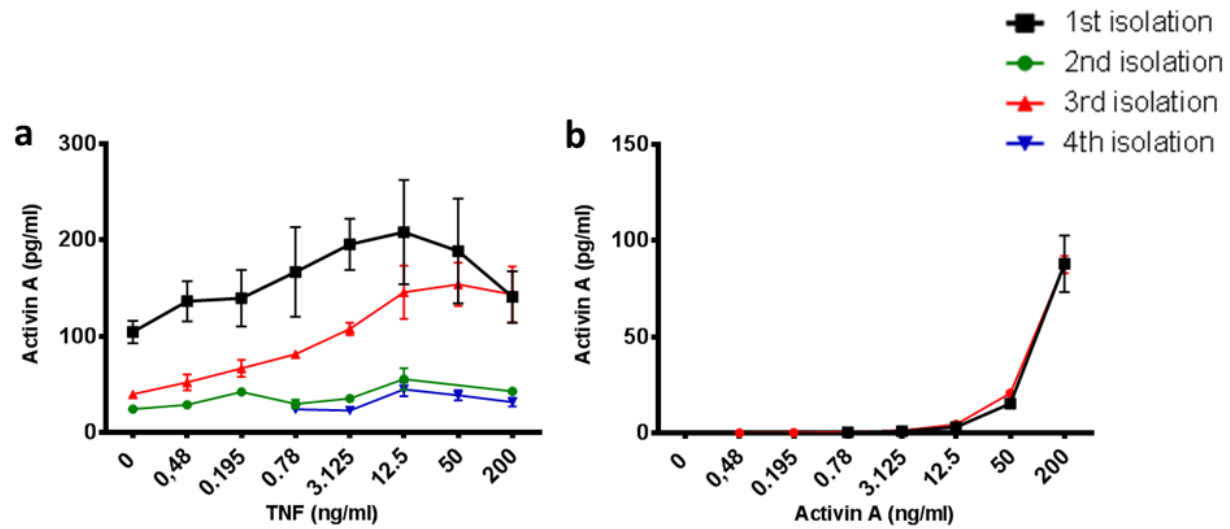 1st isolation
2nd isolation
3rd isolation
4th isolation
a
300
200
100
0
Activin A (pg/ml)
0
0,48
0.195
0.78
3.125
12.5
50
200
TNF (ng/ml)
b
150
100
50
0
Activin A (pg/ml)
0
0,48
0.195
0.78
3.125
12.5
50
200
Activin A (ng/ml)